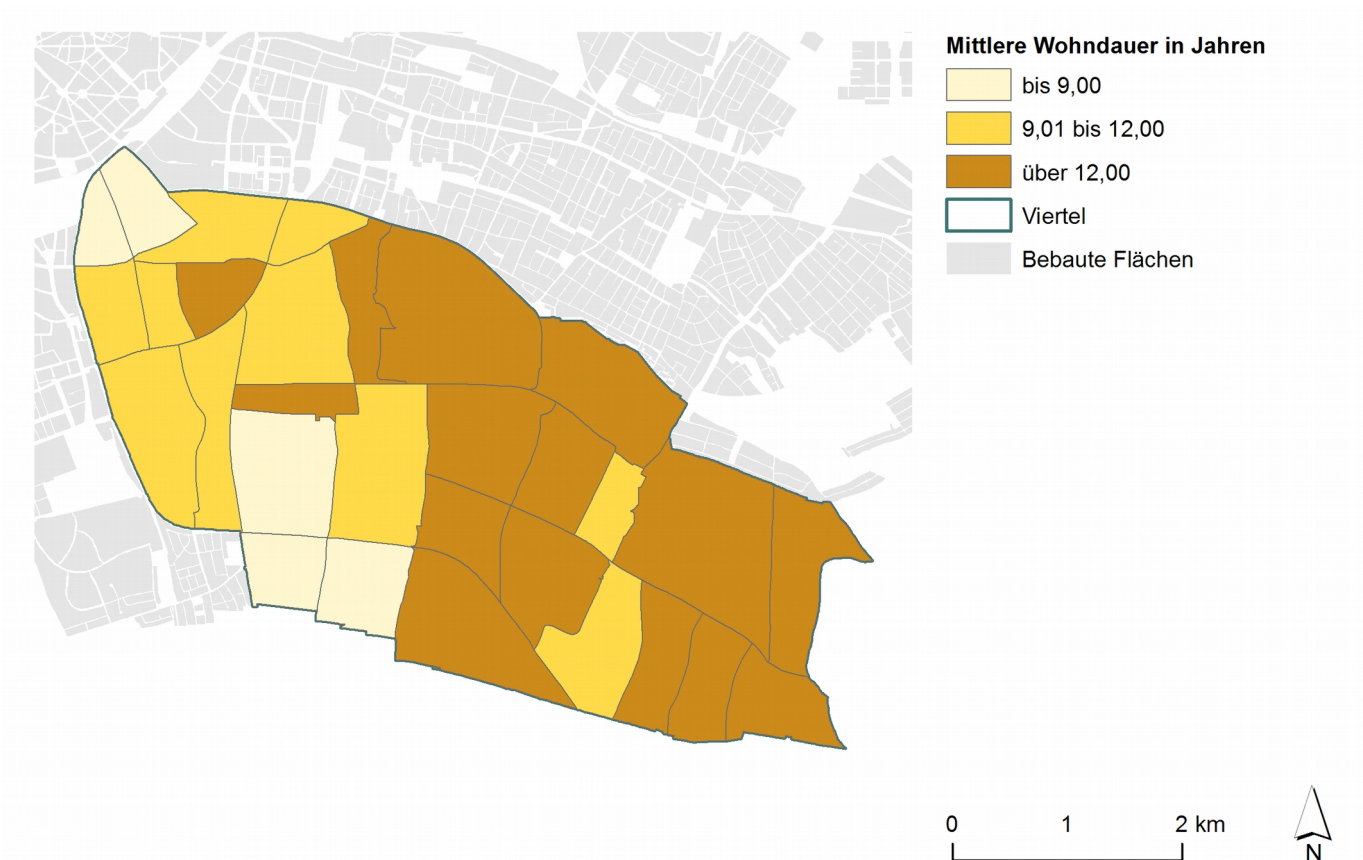 Mittlere Wohndauer in Jahren
bis 9,00
9,01 bis 12,00
über 12,00
Viertel
Bebaute Flächen
0 1 2 km
N